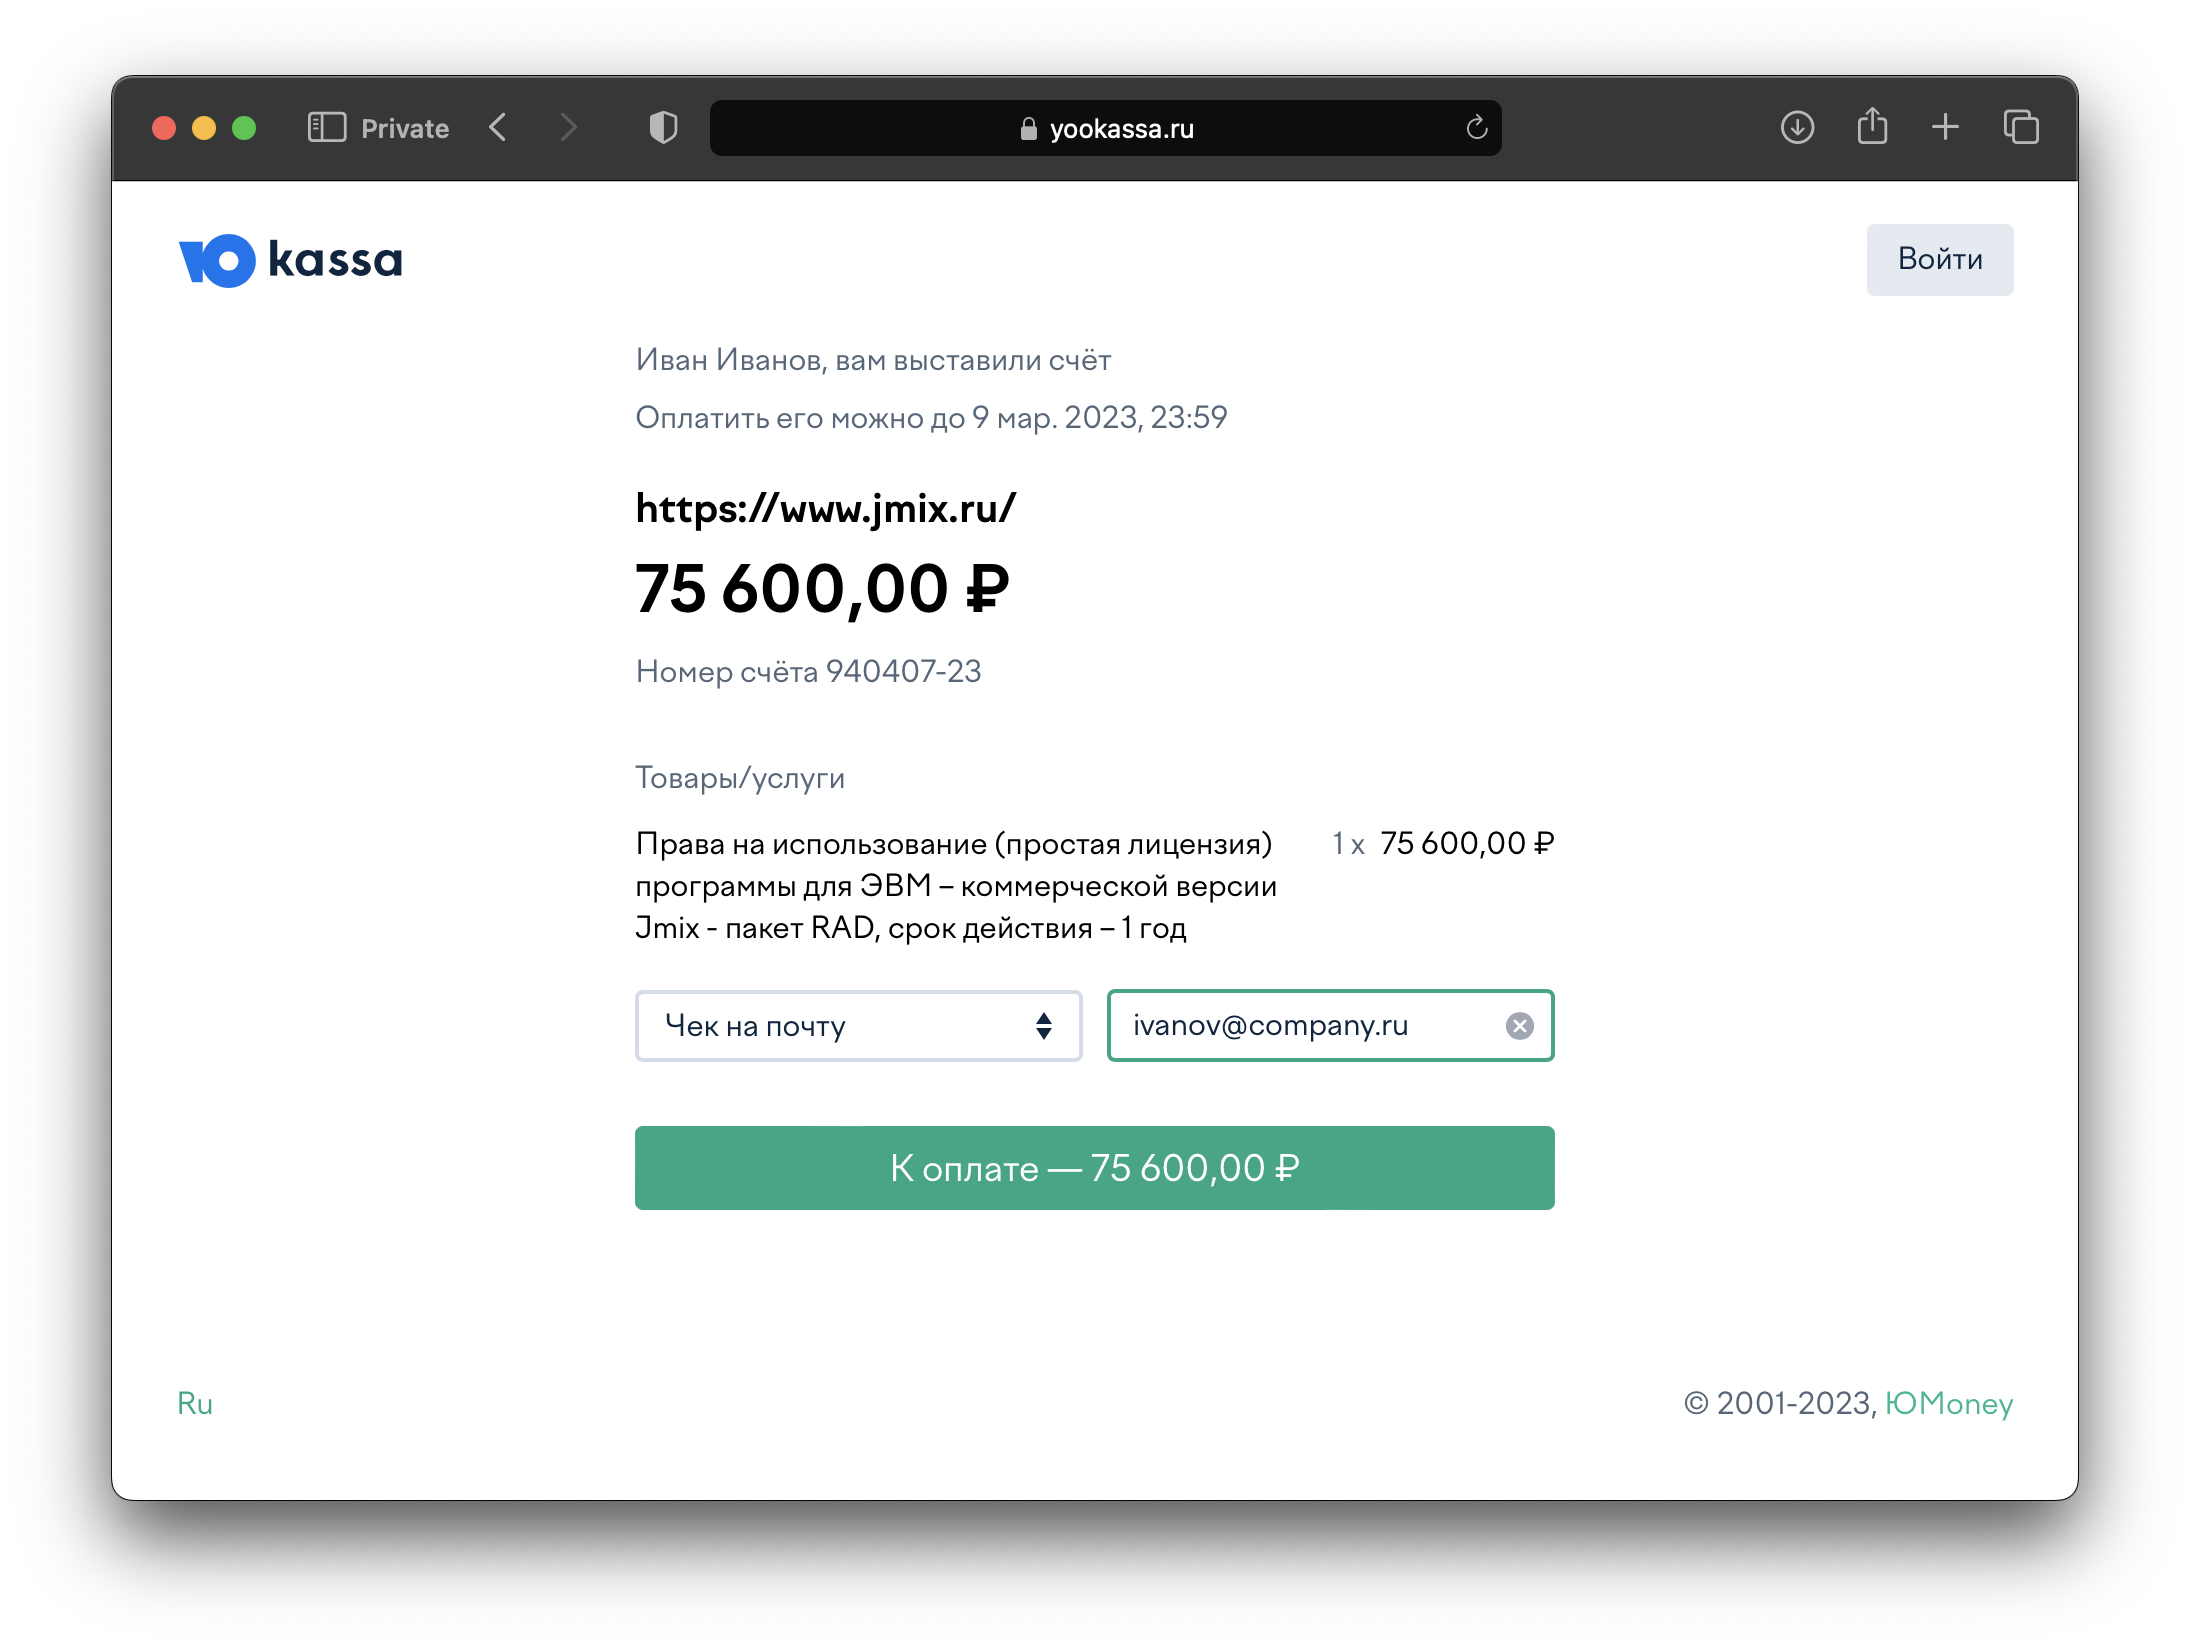 Private
yookassa.ru
Ю kassa
Войти
Иван Иванов, вам выставили счёт
Оплатить его можно до 9 мар. 2023, 23:59
https://www.jmix.ru/
75 600,00 ₽
Номер счёта 940407-23
Товары/услуги
Права на использование (простая лицензия) 1 x 75 600,00 ₽
программы для ЭВМ – коммерческой версии
Jmix - пакет RAD, срок действия – 1 год
Чек на почту
ivanov@company.ru
К оплате — 75 600,00 ₽
Ru
© 2001-2023, ЮMoney